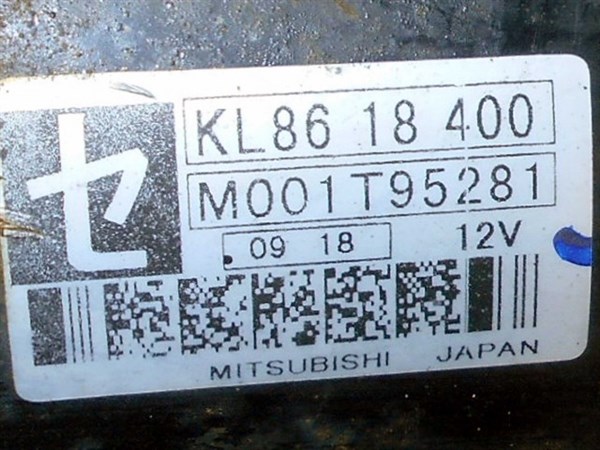 セ
KL86 18 400
M001T95281
09 18 12V
MITSUBISHI JAPAN